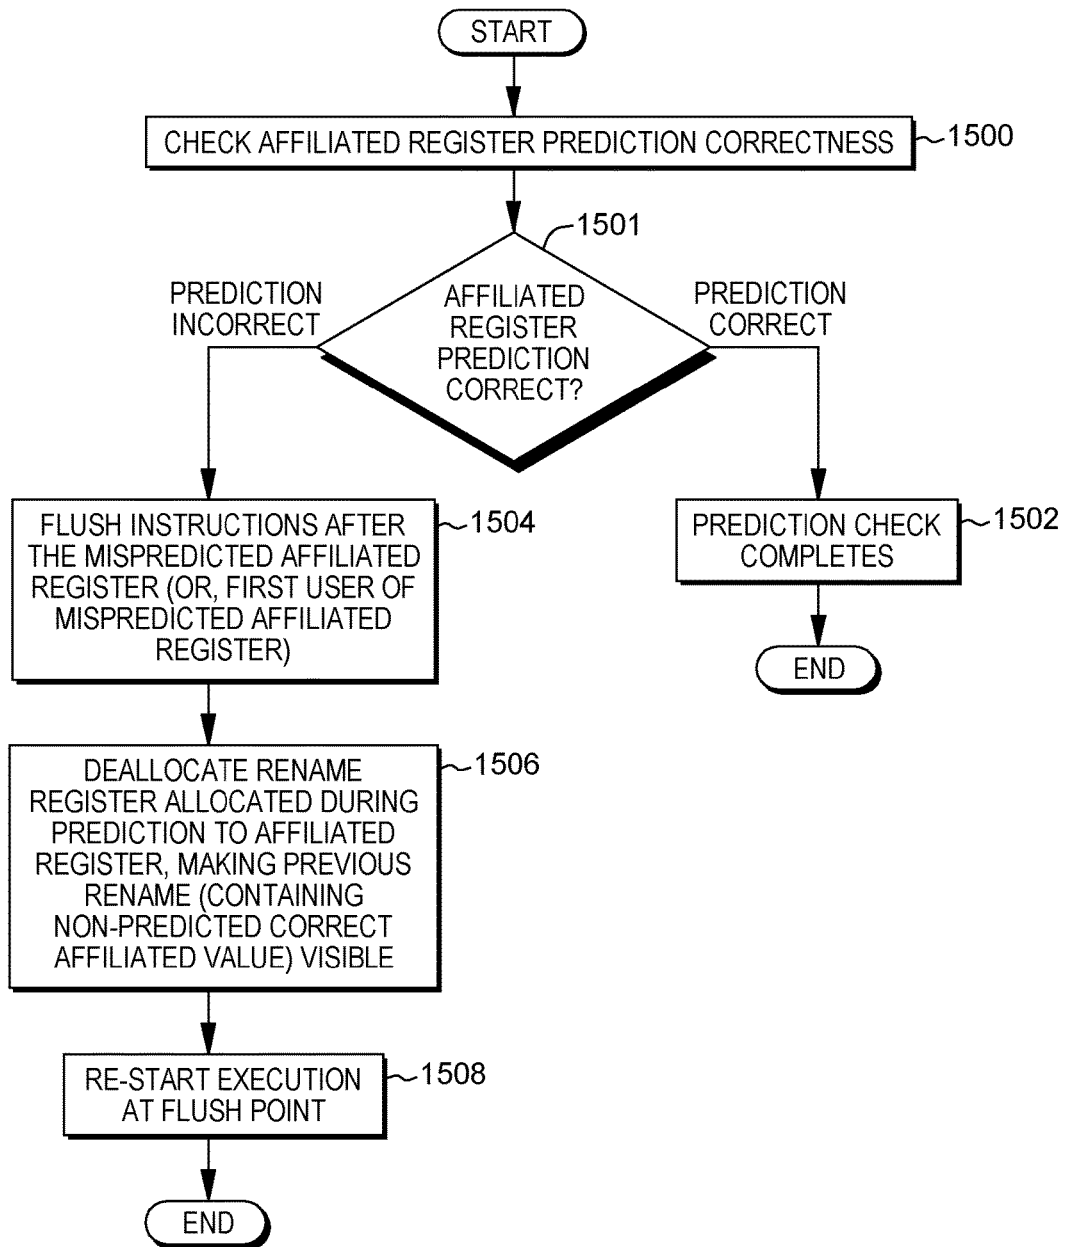 START
CHECK AFFILIATED REGISTER PREDICTION CORRECTNESS
1500
1501
AFFILIATED
REGISTER
PREDICTION
CORRECT?
PREDICTION
INCORRECT
PREDICTION
CORRECT
FLUSH INSTRUCTIONS AFTER
THE MISPREDICTED AFFILIATED
REGISTER (OR, FIRST USER OF
MISPREDICTED AFFILIATED
REGISTER)
1504
PREDICTION CHECK
COMPLETES
1502
END
DEALLOCATE RENAME
REGISTER ALLOCATED DURING
PREDICTION TO AFFILIATED
REGISTER, MAKING PREVIOUS
RENAME (CONTAINING
NON-PREDICTED CORRECT
AFFILIATED VALUE) VISIBLE
1506
RE-START EXECUTION
AT FLUSH POINT
1508
END